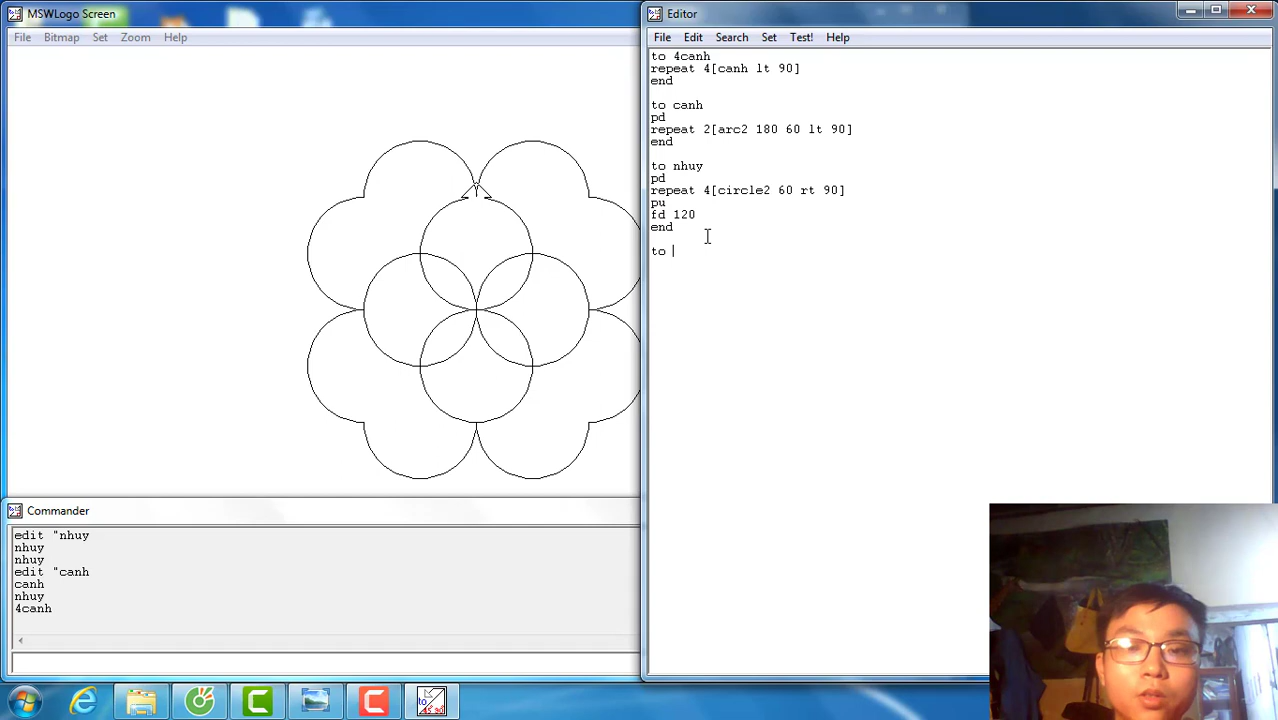 MSWLogo Screen
File Bitmap Set Zoom Help
Editor
File Edit Search Set Test! Help
to 4canh
repeat 4[canh lt 90]
end
to canh
pd
repeat 2[arc2 180 60 lt 90]
end
to nhuy
pd
repeat 4[circle2 60 rt 90]
pu
fd 120
end
to
Commander
edit "nhuy
nhuy
nhuy
edit "canh
canh
nhuy
4canh